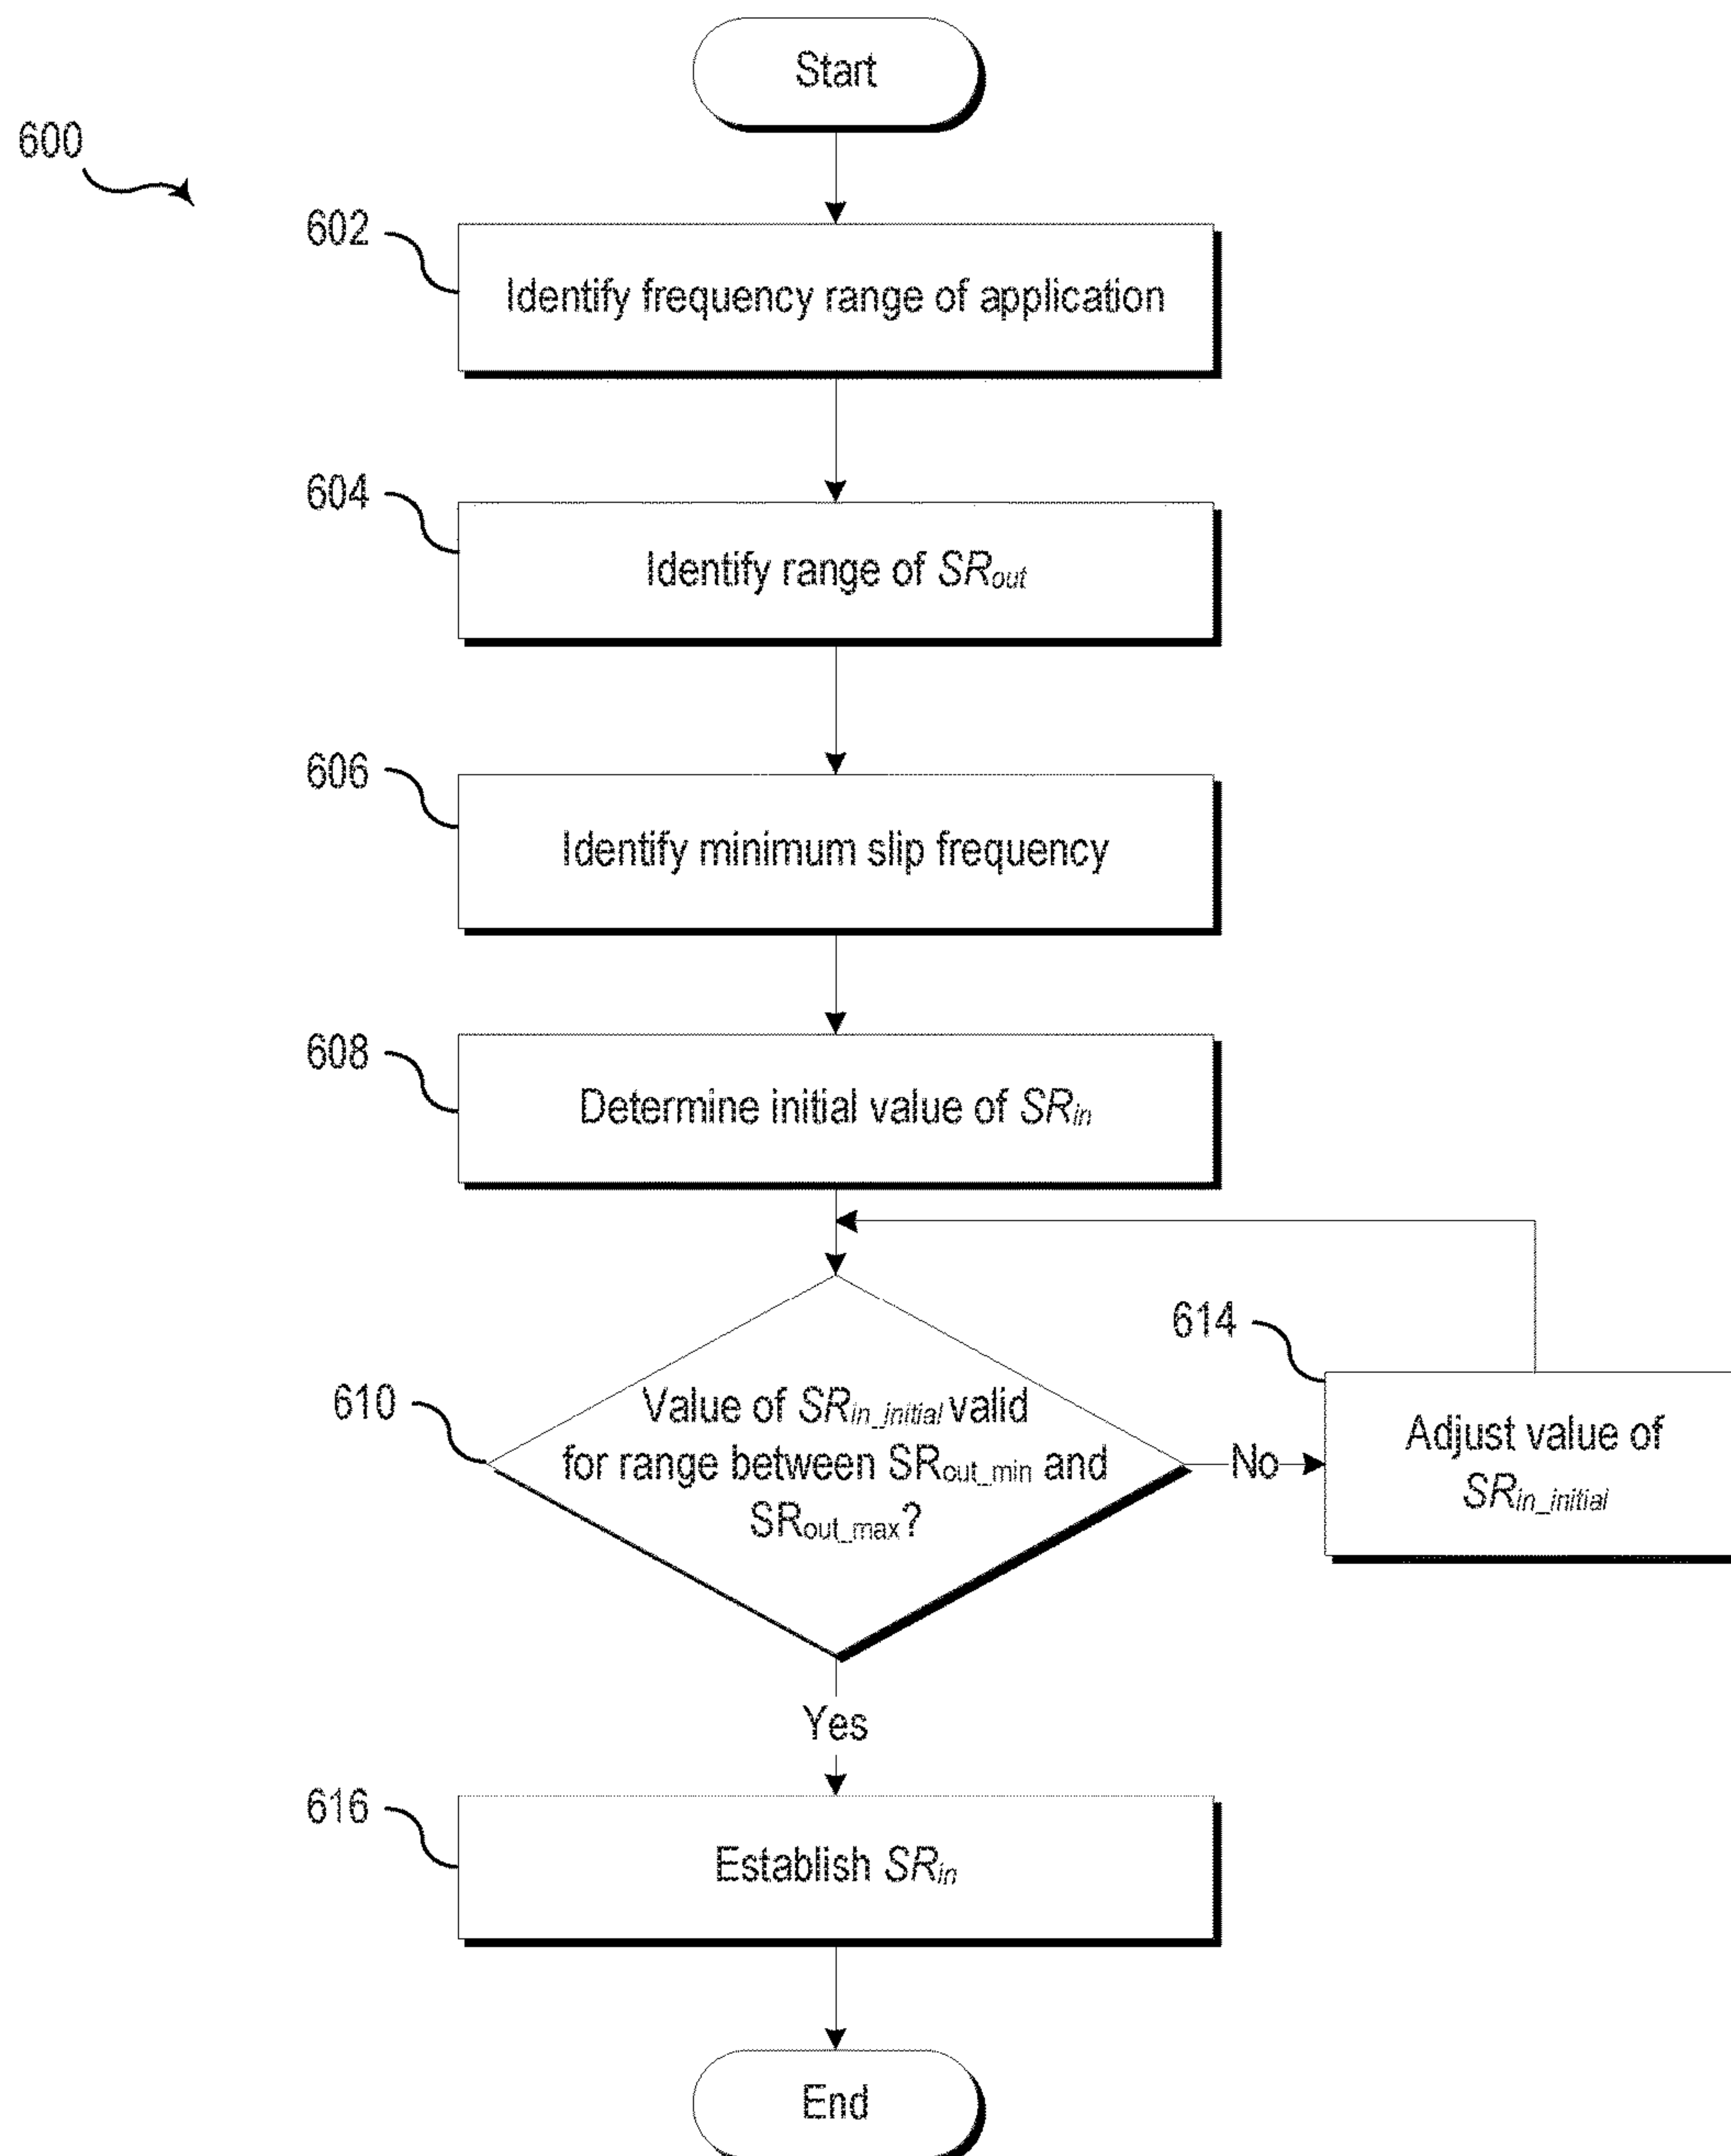 Start
600
602
Identify frequency range of application
604
Identify range of SRout
606
Identify minimum slip frequency
608
Determine initial value of SRin
614
610
Value of SRin_initial valid
for range between SRout_min and
SRout_max?
No
Adjust value of
SRin_initial
Yes
616
Establish SRin
End